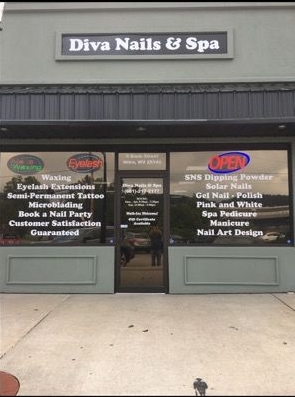 Diva Nails & Spa
Waxing
Eyelash
OPEN
Waxing
Eyelash Extensions
Semi-Permanent Tattoo
Microblading
Book a Nail Party
Customer Satisfaction
Guaranteed
Diva Nails & Spa
Walk-Ins Welcome
Gift Certificate
Available
SNS Dipping Powder
Solar Nails
Gel Nail - Polish
Pink and White
Spa Pedicure
Manicure
Nail Art Design